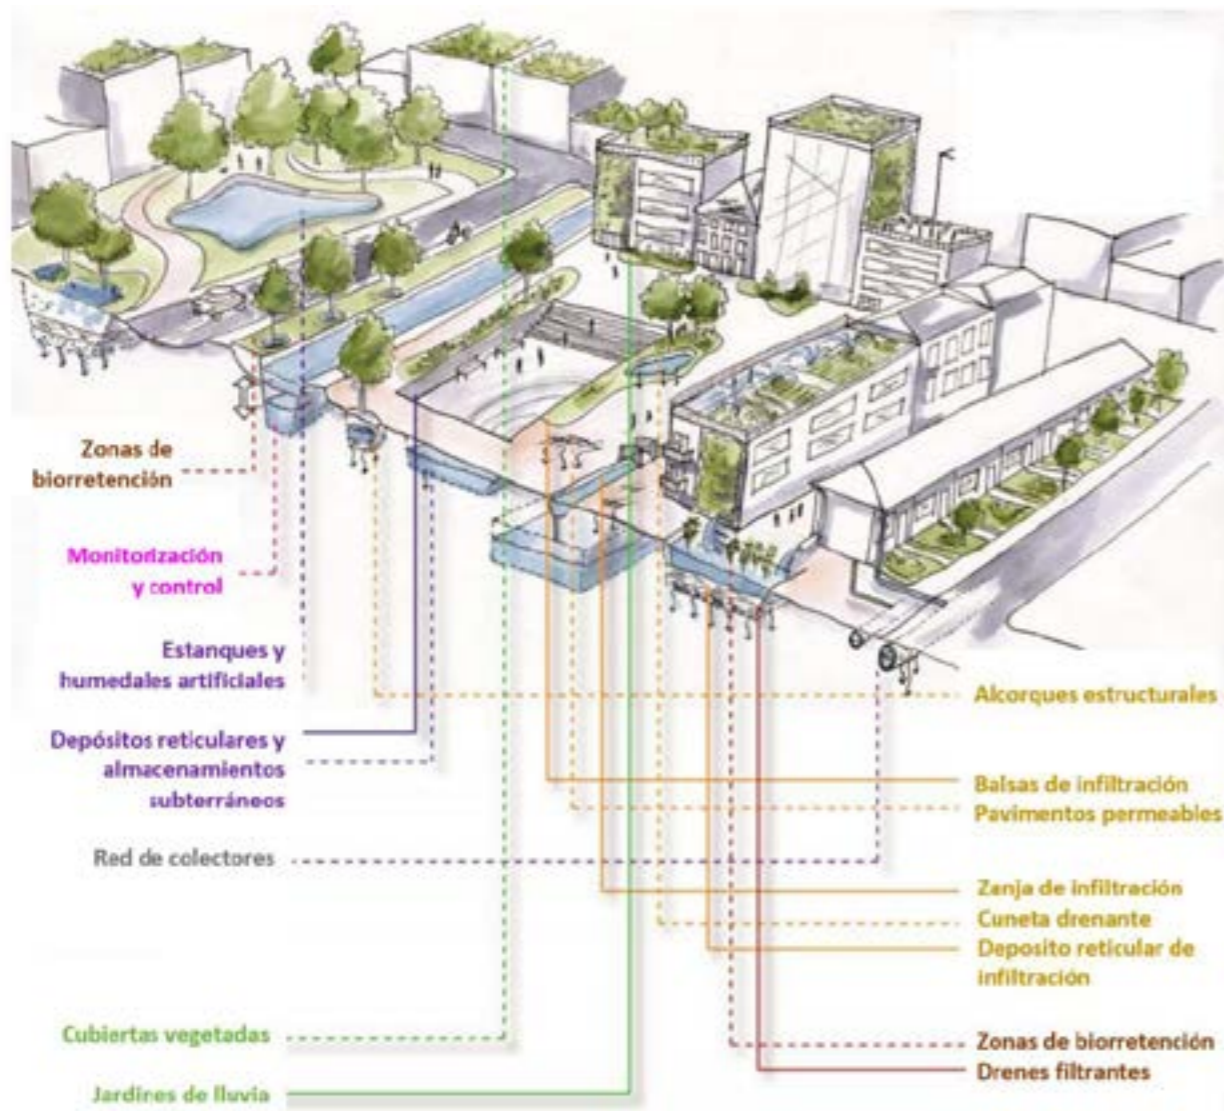 Zonas de
biorretención
Monitorización
y control
Estanques y
humedales artificiales
Depósitos reticulares y
almacenamientos
subterráneos
Red de colectores
Cubiertas vegetadas
Jardines de lluvia
Alcorques estructurales
Balsas de infiltración
Pavimentos permeables
Zanja de infiltración
Cuneta drenante
Deposito reticular de
infiltración
Zonas de biorretención
Drenes filtrantes